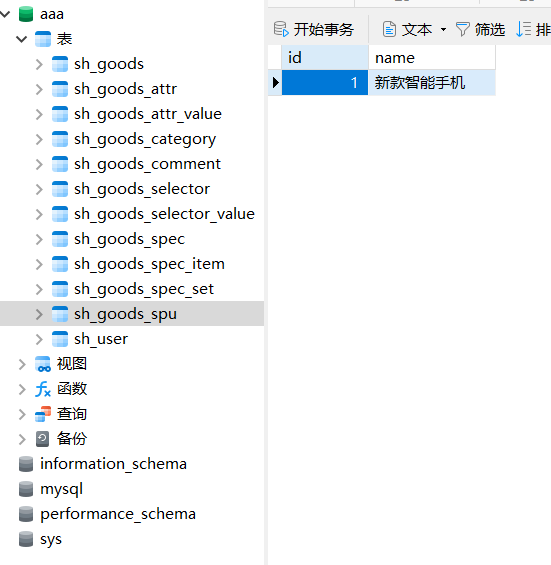 aaa
表
sh_goods
sh_goods_attr
sh_goods_attr_value
sh_goods_category
sh_goods_comment
sh_goods_selector
sh_goods_selector_value
sh_goods_spec
sh_goods_spec_item
sh_goods_spec_set
sh_goods_spu
sh_user
视图
函数
查询
备份
information_schema
mysql
performance_schema
sys
开始事务 文本 筛选 排
id name
1 新款智能手机